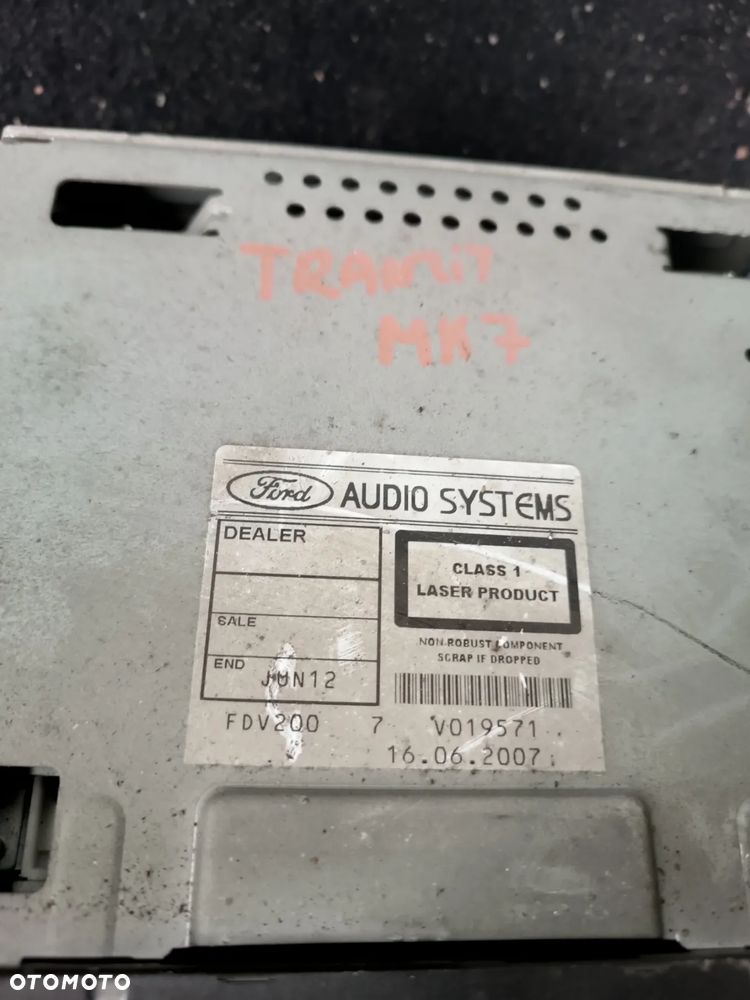 TRANSIT
MK7
Ford AUDIO SYSTEMS
DEALER
CLASS 1
LASER PRODUCT
SALE
NON-ROBUST COMPONENT
SCRAP IF DROPPED
END JUN12
FDV2Q0 7 V019571
16.06.2007
OTOMOTO